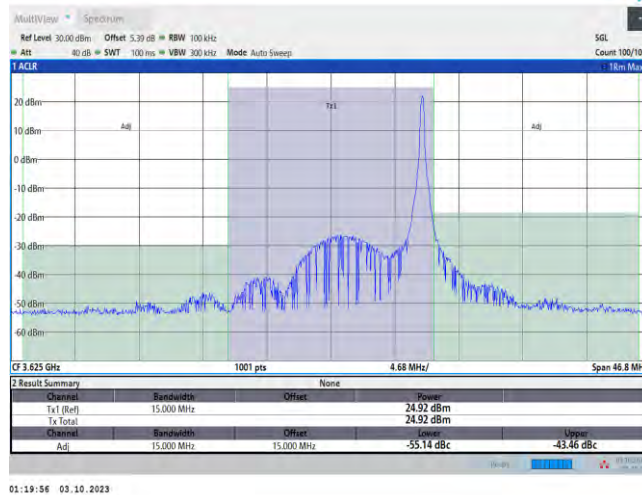 MultiView Spectrum
Ref Level 30.00 dBm Offset 5.39 dB RBW 100 kHz SGL
Att 40 dB SWT 100 ms VBW 300 kHz Mode Auto Sweep Count 100/10
1 ACLR 1Rm Max
Tx1
20 dBm
Adj Adj
10 dBm
0 dBm
-10 dBm
-20 dBm
-30 dBm
-40 dBm
-50 dBm
-60 dBm
CF 3.625 GHz 1001 pts 4.68 MHz/ Span 46.8 MH
2 Result Summary None
Channel Bandwidth Offset Power
Tx1 (Ref) 15.000 MHz 24.92 dBm
Tx Total 24.92 dBm
Channel Bandwidth Offset Lower Upper
Adj 15.000 MHz 15.000 MHz -55.14 dBc -43.46 dBc
01:19:56 03.10.2023